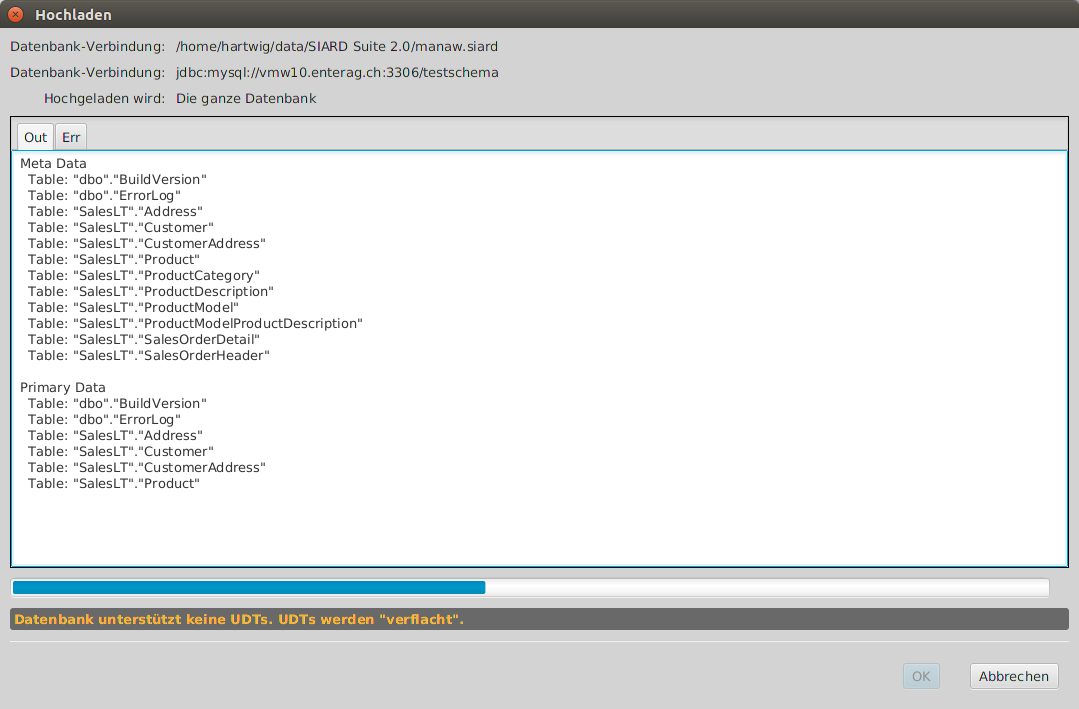 Hochladen
Datenbank-Verbindung: /home/hartwig/data/SIARD Suite 2.0/manaw.siard
Datenbank-Verbindung: jdbc:mysql://vmw10.enterag.ch:3306/testschema
Hochgeladen wird: Die ganze Datenbank
Out Err
Meta Data
Table: "dbo"."BuildVersion"
Table: "dbo"."ErrorLog"
Table: "SalesLT"."Address"
Table: "SalesLT"."Customer"
Table: "SalesLT"."CustomerAddress"
Table: "SalesLT"."Product"
Table: "SalesLT"."ProductCategory"
Table: "SalesLT"."ProductDescription"
Table: "SalesLT"."ProductModel"
Table: "SalesLT"."ProductModelProductDescription"
Table: "SalesLT"."SalesOrderDetail"
Table: "SalesLT"."SalesOrderHeader"
Primary Data
Table: "dbo"."BuildVersion"
Table: "dbo"."ErrorLog"
Table: "SalesLT"."Address"
Table: "SalesLT"."Customer"
Table: "SalesLT"."CustomerAddress"
Table: "SalesLT"."Product"
Datenbank unterstützt keine UDTs. UDTs werden "verflacht".
OK Abbrechen